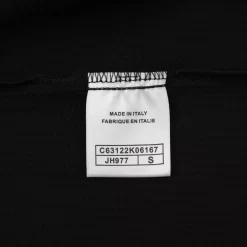 MADE IN ITALY
FABRIQUE EN ITALIE
C63122K06167
JH977 S